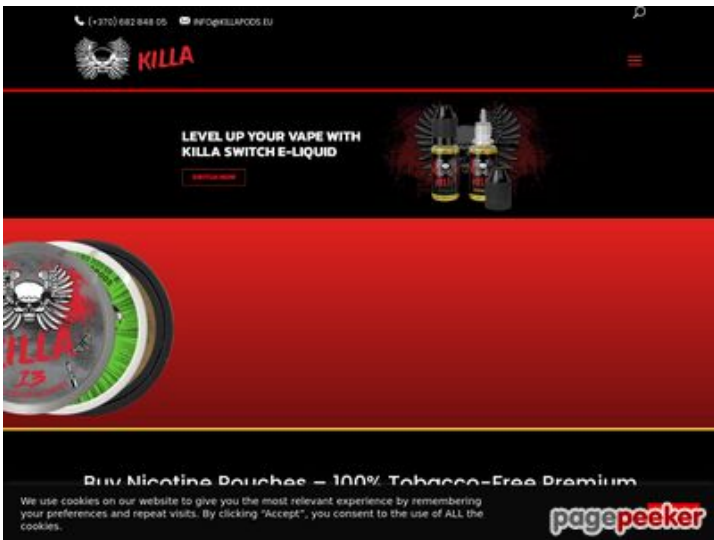 (+370) 682 848 05 INFO@KILLAPODS.EU
KILLA
LEVEL UP YOUR VAPE WITH
KILLA SWITCH E-LIQUID
SWITCH NOW
KILLA
13
Buy Nicotine Pouches – 100% Tobacco-Free Premium
We use cookies on our website to give you the most relevant experience by remembering
your preferences and repeat visits. By clicking "Accept", you consent to the use of ALL the
cookies.
pagepeeker